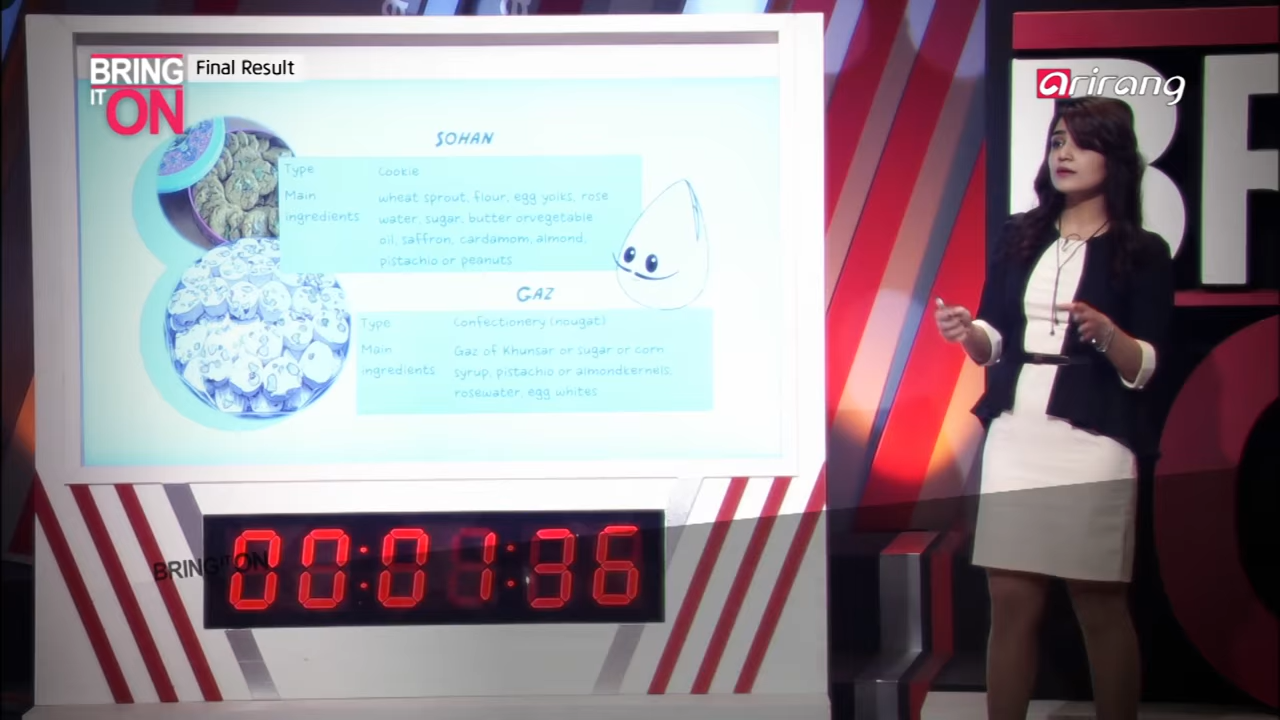 BRING
IT ON
Final Result
arirang
SOHAN
Type Cookie
Main wheat sprout, flour, egg yolks, rose
ingredients water, sugar, butter orvegetable
oil, saffron, cardamom, almond,
pistachio or peanuts
GAZ
Type Confectionery (nougat)
Main Gaz of Khunsar or sugar or corn
ingredients syrup, pistachio or almondkernels,
rosewater, egg whites
BRING IT ON
00:01:36
BR
O